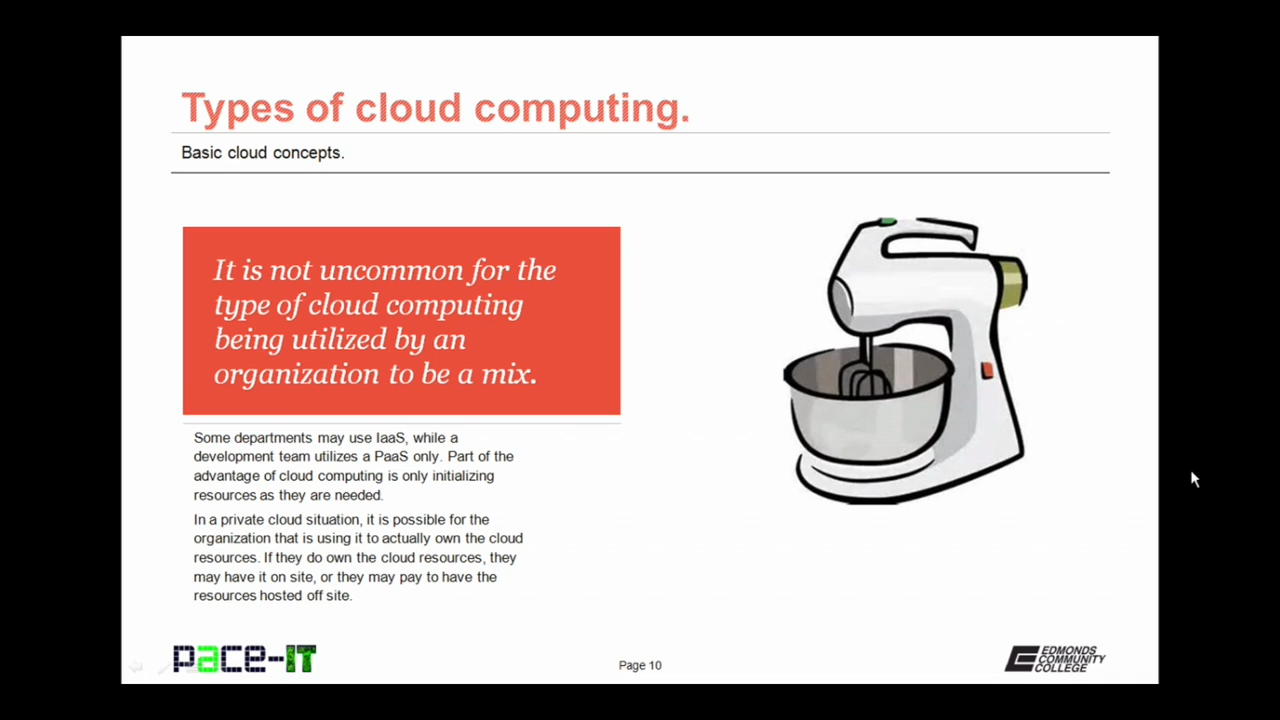 Types of cloud computing.
Basic cloud concepts.
It is not uncommon for the
type of cloud computing
being utilized by an
organization to be a mix.
Some departments may use IaaS, while a
development team utilizes a PaaS only. Part of the
advantage of cloud computing is only initializing
resources as they are needed.
In a private cloud situation, it is possible for the
organization that is using it to actually own the cloud
resources. If they do own the cloud resources, they
may have it on site, or they may pay to have the
resources hosted off site.
pace-IT
Page 10
EDMONDS
COMMUNITY
COLLEGE